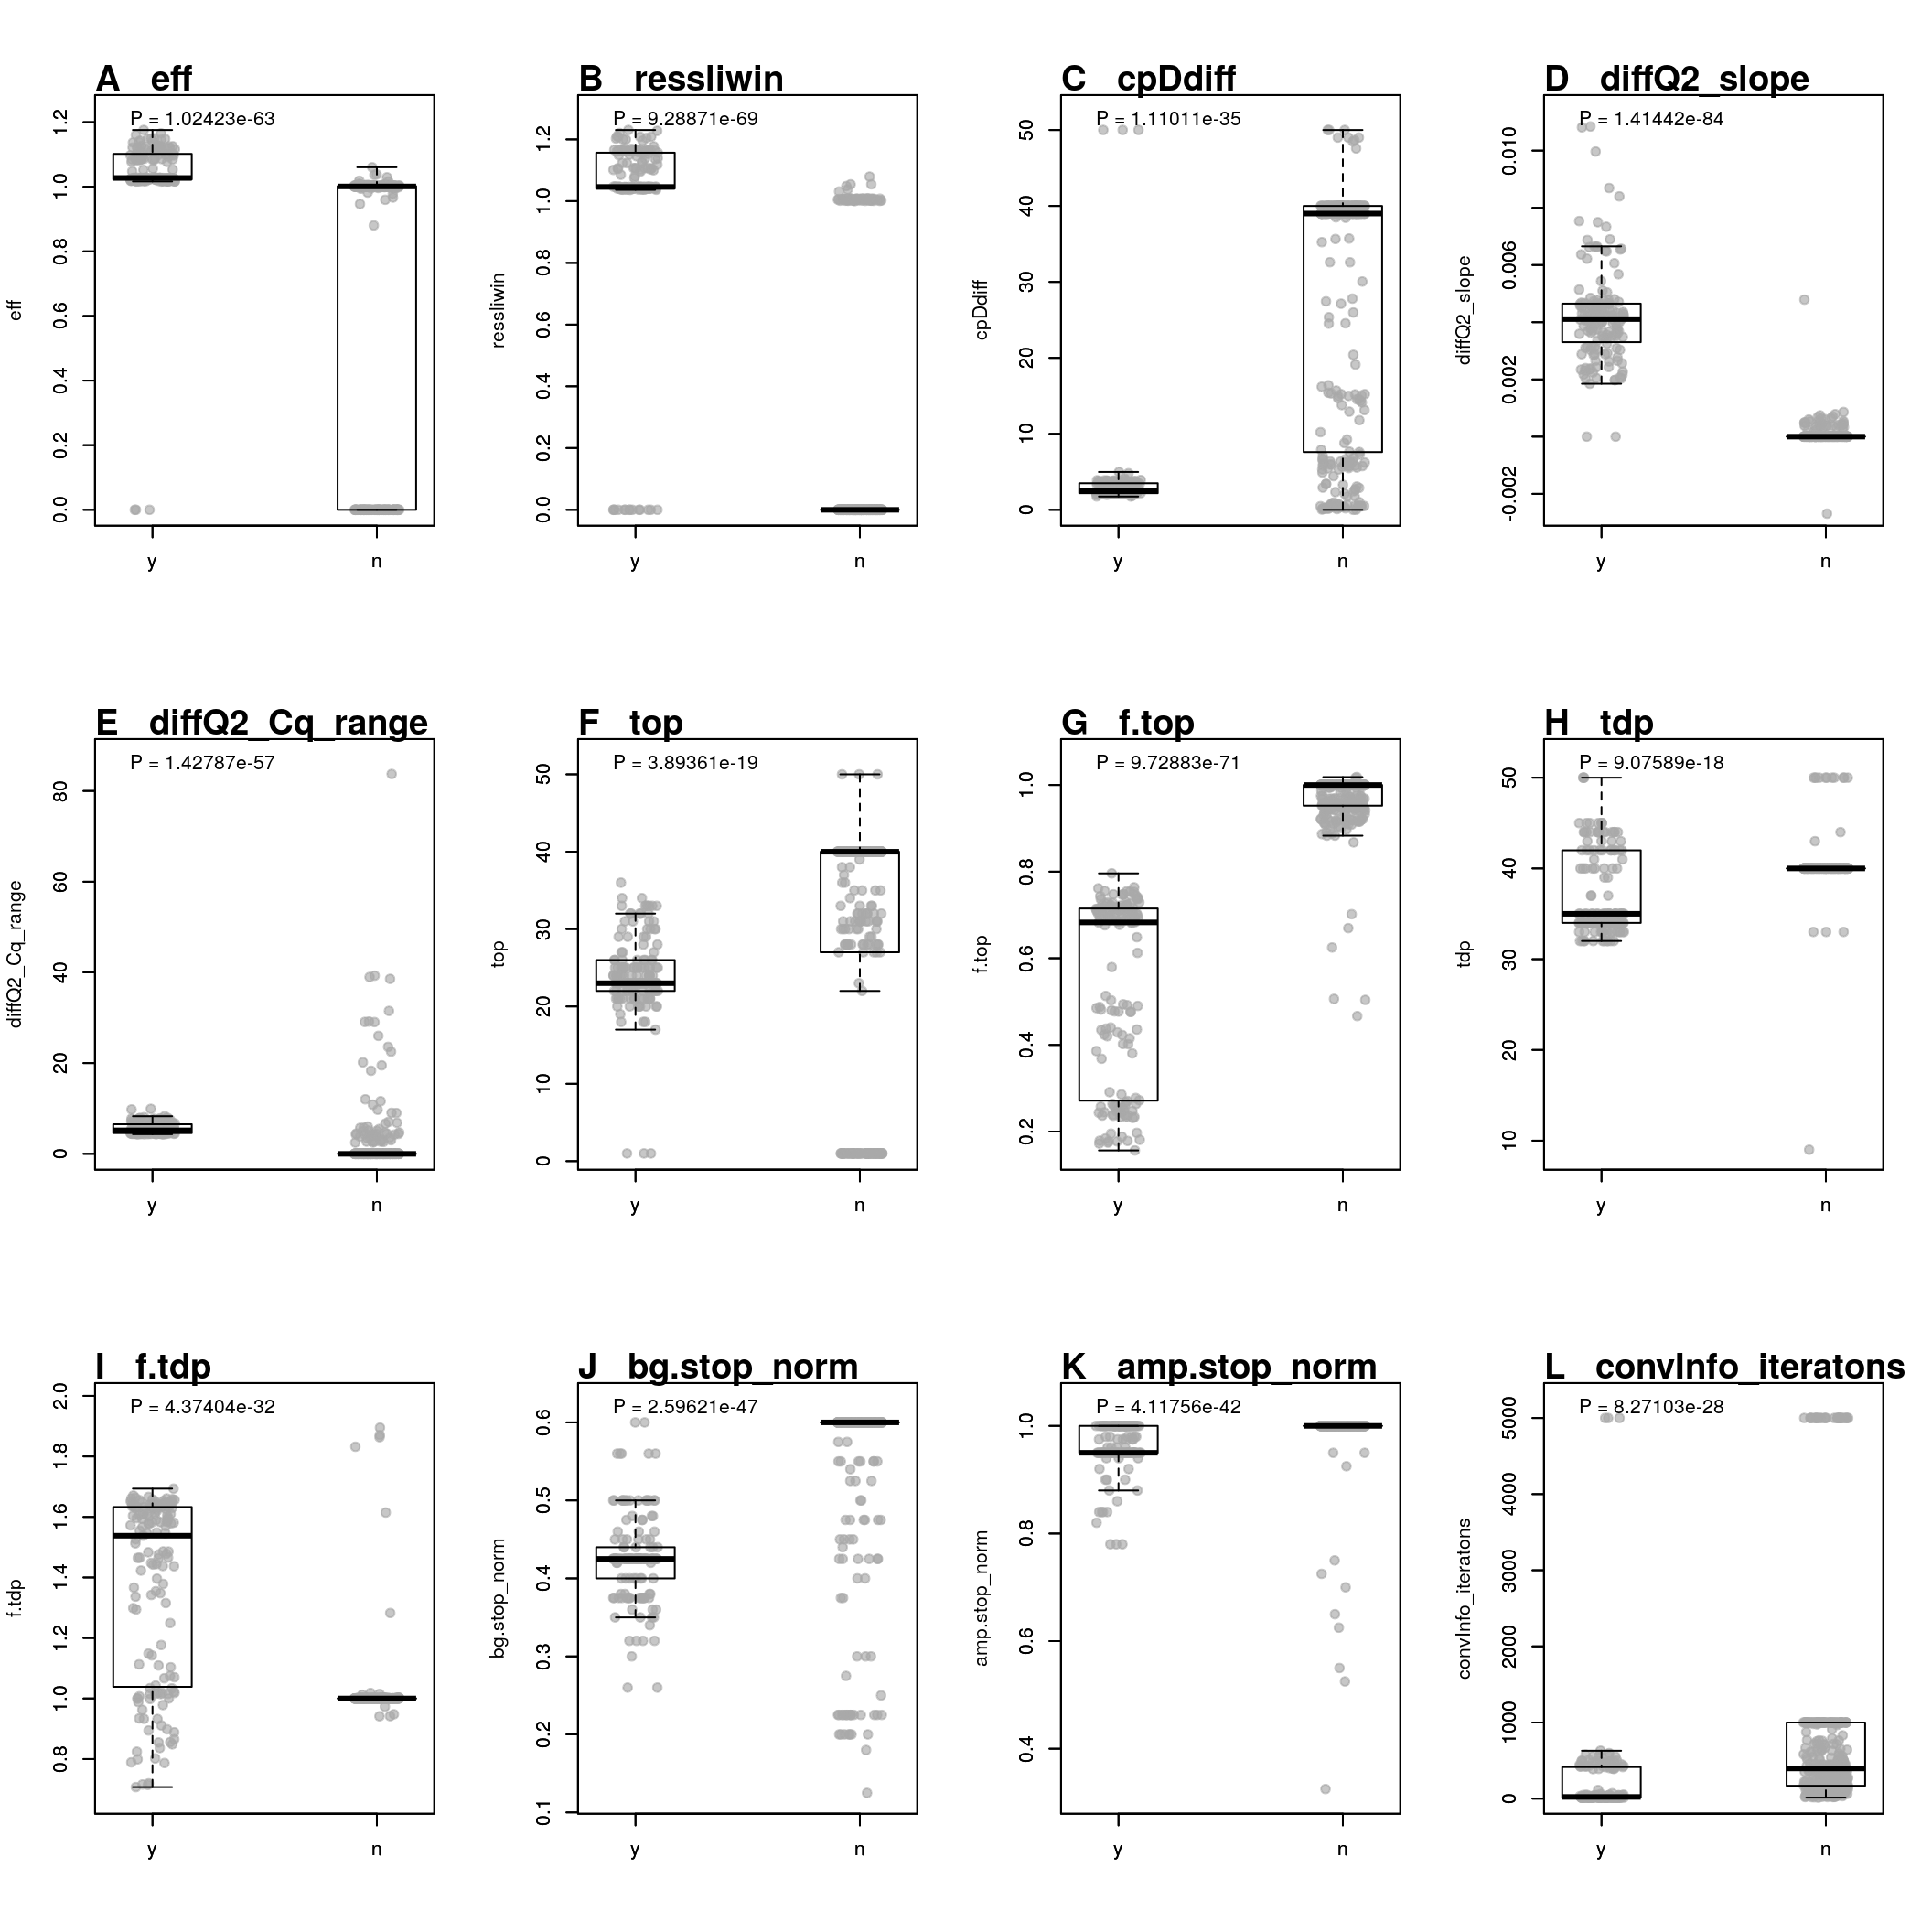 A eff
P = 1.02423e-63
eff
0.0 0.2 0.4 0.6 0.8 1.0 1.2
y n
B ressliwin
P = 9.28871e-69
ressliwin
0.0 0.2 0.4 0.6 0.8 1.0 1.2
y n
C cpDdiff
P = 1.11011e-35
cpDdiff
0 10 20 30 40 50
y n
D diffQ2_slope
P = 1.41442e-84
diffQ2_slope
-0.002 0.002 0.006 0.010
y n
E diffQ2_Cq_range
P = 1.42787e-57
diffQ2_Cq_range
0 20 40 60 80
y n
F top
P = 3.89361e-19
top
0 10 20 30 40 50
y n
G f.top
P = 9.72883e-71
f.top
0.2 0.4 0.6 0.8 1.0
y n
H tdp
P = 9.07589e-18
tdp
10 20 30 40 50
y n
I f.tdp
P = 4.37404e-32
f.tdp
0.8 1.0 1.2 1.4 1.6 1.8 2.0
y n
J bg.stop_norm
P = 2.59621e-47
bg.stop_norm
0.1 0.2 0.3 0.4 0.5 0.6
y n
K amp.stop_norm
P = 4.11756e-42
amp.stop_norm
0.4 0.6 0.8 1.0
y n
L convInfo_iteratons
P = 8.27103e-28
convInfo_iteratons
0 1000 2000 3000 4000 5000
y n